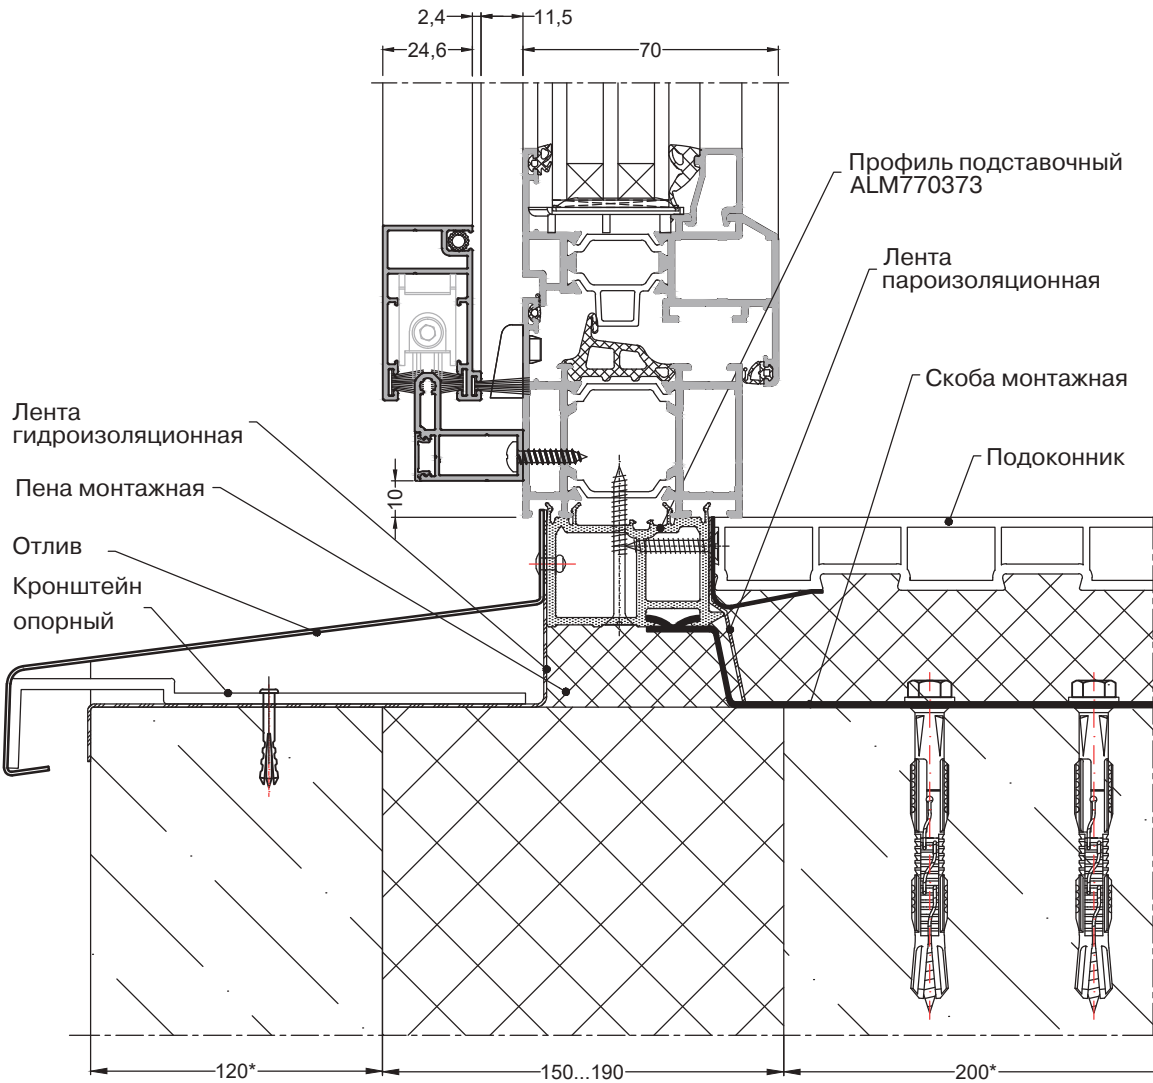 2,4
11,5
24,6
70
Профиль подставочный
ALM770373
Лента
пароизоляционная
Скоба монтажная
Подоконник
Лента
гидроизоляционная
Пена монтажная
Отлив
Кронштейн
опорный
10
120*
150...190
200*